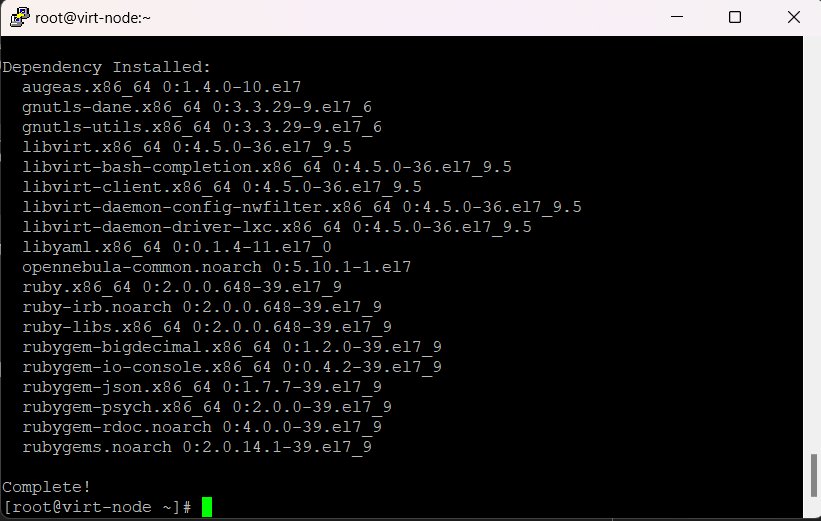 root@virt-node:~
Dependency Installed:
augeas.x86_64 0:1.4.0-10.el7
gnutls-dane.x86_64 0:3.3.29-9.el7_6
gnutls-utils.x86_64 0:3.3.29-9.el7_6
libvirt.x86_64 0:4.5.0-36.el7_9.5
libvirt-bash-completion.x86_64 0:4.5.0-36.el7_9.5
libvirt-client.x86_64 0:4.5.0-36.el7_9.5
libvirt-daemon-config-nwfilter.x86_64 0:4.5.0-36.el7_9.5
libvirt-daemon-driver-lxc.x86_64 0:4.5.0-36.el7_9.5
libyaml.x86_64 0:0.1.4-11.el7_0
opennebula-common.noarch 0:5.10.1-1.el7
ruby.x86_64 0:2.0.0.648-39.el7_9
ruby-irb.noarch 0:2.0.0.648-39.el7_9
ruby-libs.x86_64 0:2.0.0.648-39.el7_9
rubygem-bigdecimal.x86_64 0:1.2.0-39.el7_9
rubygem-io-console.x86_64 0:0.4.2-39.el7_9
rubygem-json.x86_64 0:1.7.7-39.el7_9
rubygem-psych.x86_64 0:2.0.0-39.el7_9
rubygem-rdoc.noarch 0:4.0.0-39.el7_9
rubygems.noarch 0:2.0.14.1-39.el7_9
Complete!
[root@virt-node ~]#